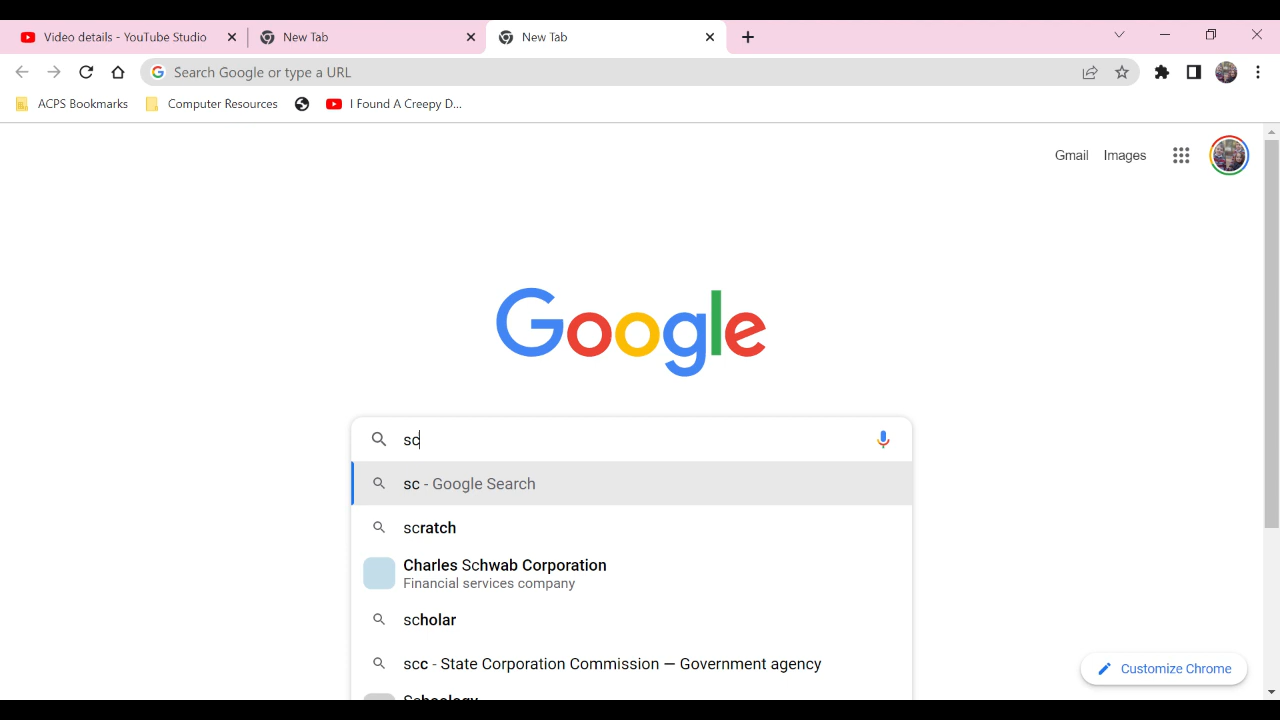 Video details - YouTube Studio
New Tab
New Tab
Search Google or type a URL
ACPS Bookmarks
Computer Resources
I Found A Creepy D...
Gmail
Images
Google
sc
sc - Google Search
scratch
Charles Schwab Corporation
Financial services company
scholar
scc - State Corporation Commission — Government agency
Schoology
Customize Chrome